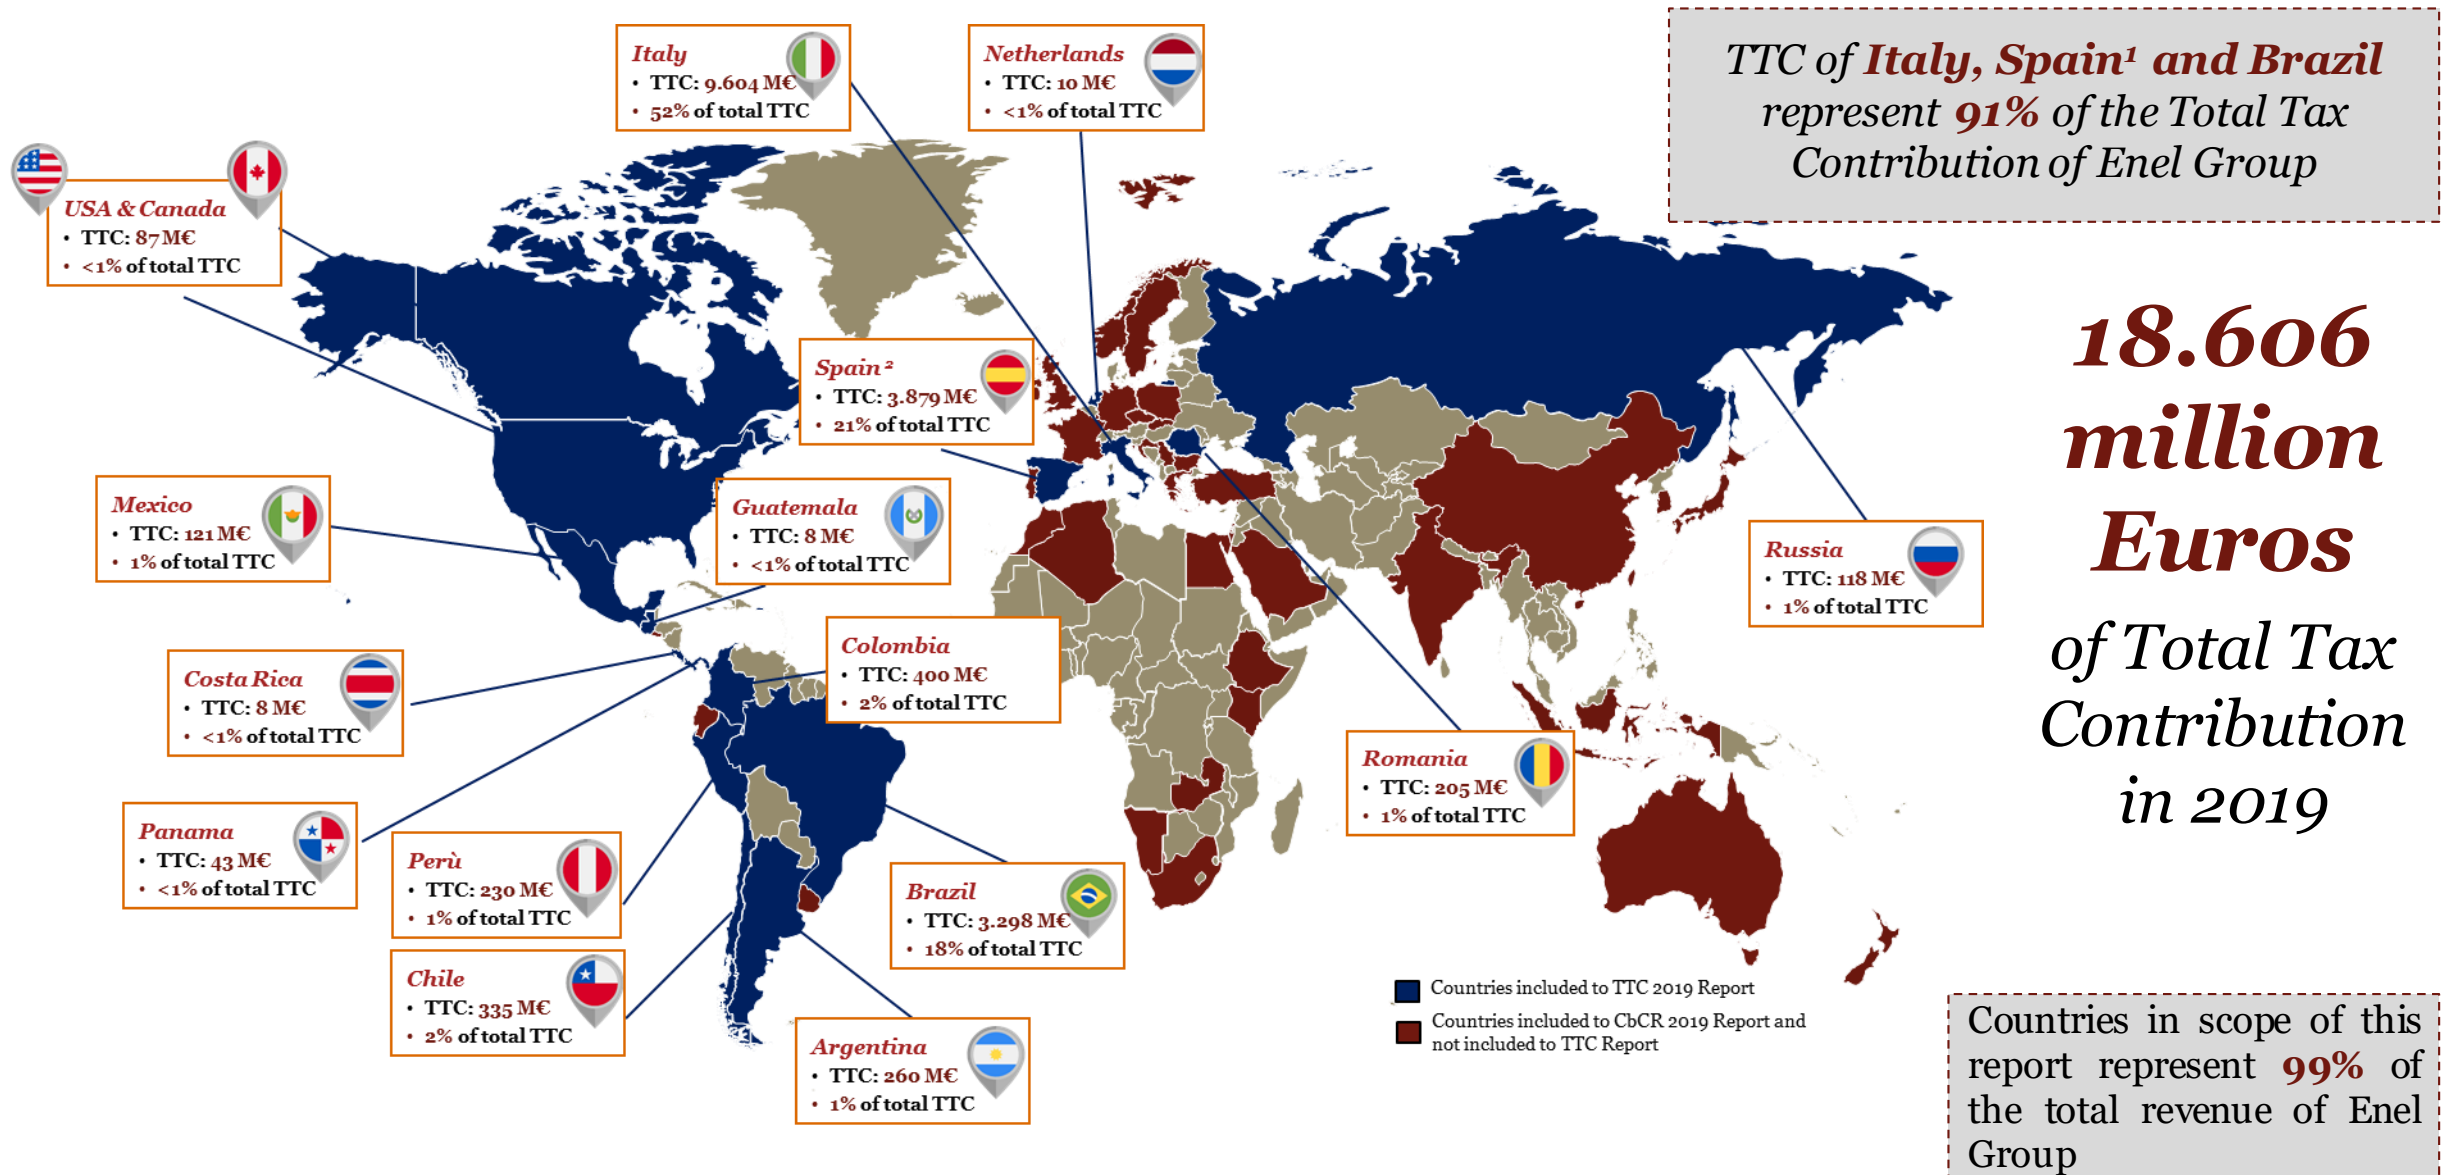 Italy
• TTC: 9.604 M€
• 52% of total TTC
Netherlands
• TTC: 10 M€
• <1% of total TTC
TTC of Italy, Spain¹ and Brazil
represent 91% of the Total Tax
Contribution of Enel Group
USA & Canada
• TTC: 87 M€
• <1% of total TTC
Spain²
• TTC: 3.879 M€
• 21% of total TTC
18.606
million
Euros
of Total Tax
Contribution
in 2019
Mexico
• TTC: 121 M€
• 1% of total TTC
Guatemala
• TTC: 8 M€
• <1% of total TTC
Russia
• TTC: 118 M€
• 1% of total TTC
Colombia
• TTC: 400 M€
• 2% of total TTC
Costa Rica
• TTC: 8 M€
• <1% of total TTC
Romania
• TTC: 205 M€
• 1% of total TTC
Panama
• TTC: 43 M€
• <1% of total TTC
Perù
• TTC: 230 M€
• 1% of total TTC
Brazil
• TTC: 3.298 M€
• 18% of total TTC
Chile
• TTC: 335 M€
• 2% of total TTC
Argentina
• TTC: 260 M€
• 1% of total TTC
Countries included to TTC 2019 Report
Countries included to CbCR 2019 Report and
not included to TTC Report
Countries in scope of this
report represent 99% of
the total revenue of Enel
Group